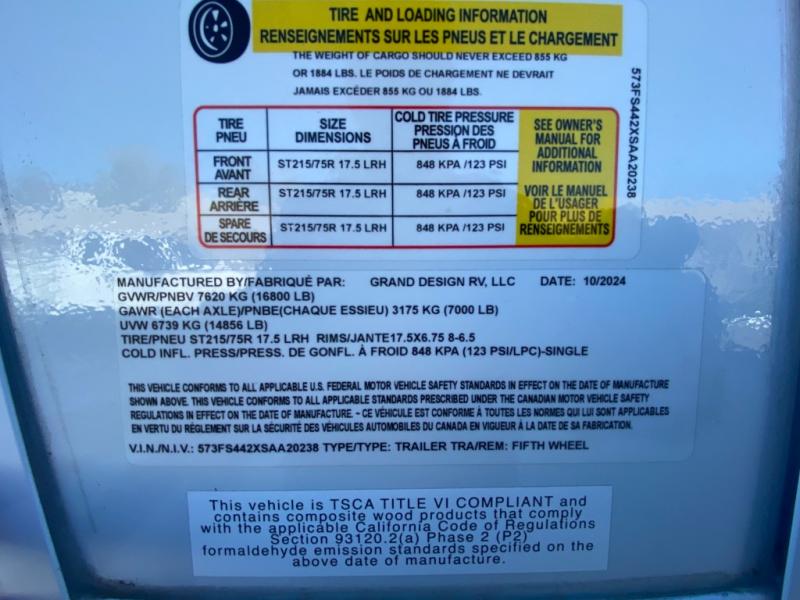 TIRE AND LOADING INFORMATION
RENSEIGNEMENTS SUR LES PNEUS ET LE CHARGEMENT
THE WEIGHT OF CARGO SHOULD NEVER EXCEED 855 KG
OR 1884 LBS. LE POIDS DE CHARGEMENT NE DEVRAIT
JAMAIS EXCÉDER 855 KG OU 1884 LBS.
573FS442XSAA20238
TIRE
PNEU
SIZE
DIMENSIONS
COLD TIRE PRESSURE
PRESSION DES
PNEUS À FROID
FRONT
AVANT
ST215/75R 17.5 LRH
848 KPA /123 PSI
REAR
ARRIÈRE
ST215/75R 17.5 LRH
848 KPA /123 PSI
SPARE
DE SECOURS
ST215/75R 17.5 LRH
848 KPA /123 PSI
SEE OWNER'S
MANUAL FOR
ADDITIONAL
INFORMATION
VOIR LE MANUEL
DE L'USAGER
POUR PLUS DE
RENSEIGNEMENTS
MANUFACTURED BY/FABRIQUÉ PAR: GRAND DESIGN RV, LLC DATE: 10/2024
GVWR/PNBV 7620 KG (16800 LB)
GAWR (EACH AXLE)/PNBE(CHAQUE ESSIEU) 3175 KG (7000 LB)
UVW 6739 KG (14856 LB)
TIRE/PNEU ST215/75R 17.5 LRH RIMS/JANTE17.5X6.75 8-6.5
COLD INFL. PRESS/PRESS. DE GONFL. À FROID 848 KPA (123 PSI/LPC)-SINGLE
THIS VEHICLE CONFORMS TO ALL APPLICABLE U.S. FEDERAL MOTOR VEHICLE SAFETY STANDARDS IN EFFECT ON THE DATE OF MANUFACTURE
SHOWN ABOVE. THIS VEHICLE CONFORMS TO ALL APPLICABLE STANDARDS PRESCRIBED UNDER THE CANADIAN MOTOR VEHICLE SAFETY
REGULATIONS IN EFFECT ON THE DATE OF MANUFACTURE. - CE VÉHICULE EST CONFORME À TOUTES LES NORMES QUI LUI SONT APPLICABLES
EN VERTU DU RÈGLEMENT SUR LA SÉCURITÉ DES VÉHICULES AUTOMOBILES DU CANADA EN VIGUEUR À LA DATE DE SA FABRICATION.
V.I.N./N.I.V.: 573FS442XSAA20238 TYPE/TYPE: TRAILER TRA/REM: FIFTH WHEEL
This vehicle is TSCA TITLE VI COMPLIANT and
contains composite wood products that comply
with the applicable California Code of Regulations
Section 93120.2(a) Phase 2 (P2)
formaldehyde emission standards specified on the
above date of manufacture.